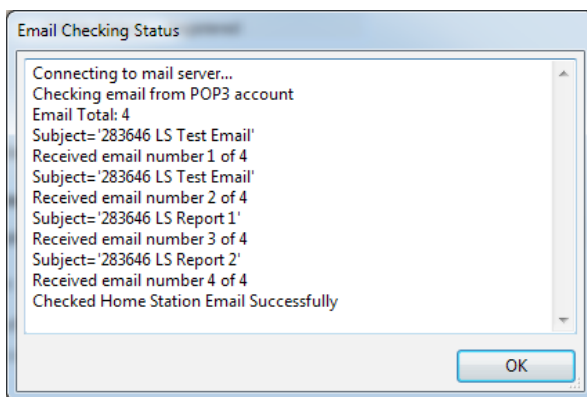 Email Checking Status
Connecting to mail server...
Checking email from POP3 account
Email Total: 4
Subject='283646 LS Test Email'
Received email number 1 of 4
Subject='283646 LS Test Email'
Received email number 2 of 4
Subject='283646 LS Report 1'
Received email number 3 of 4
Subject='283646 LS Report 2'
Received email number 4 of 4
Checked Home Station Email Successfully
OK